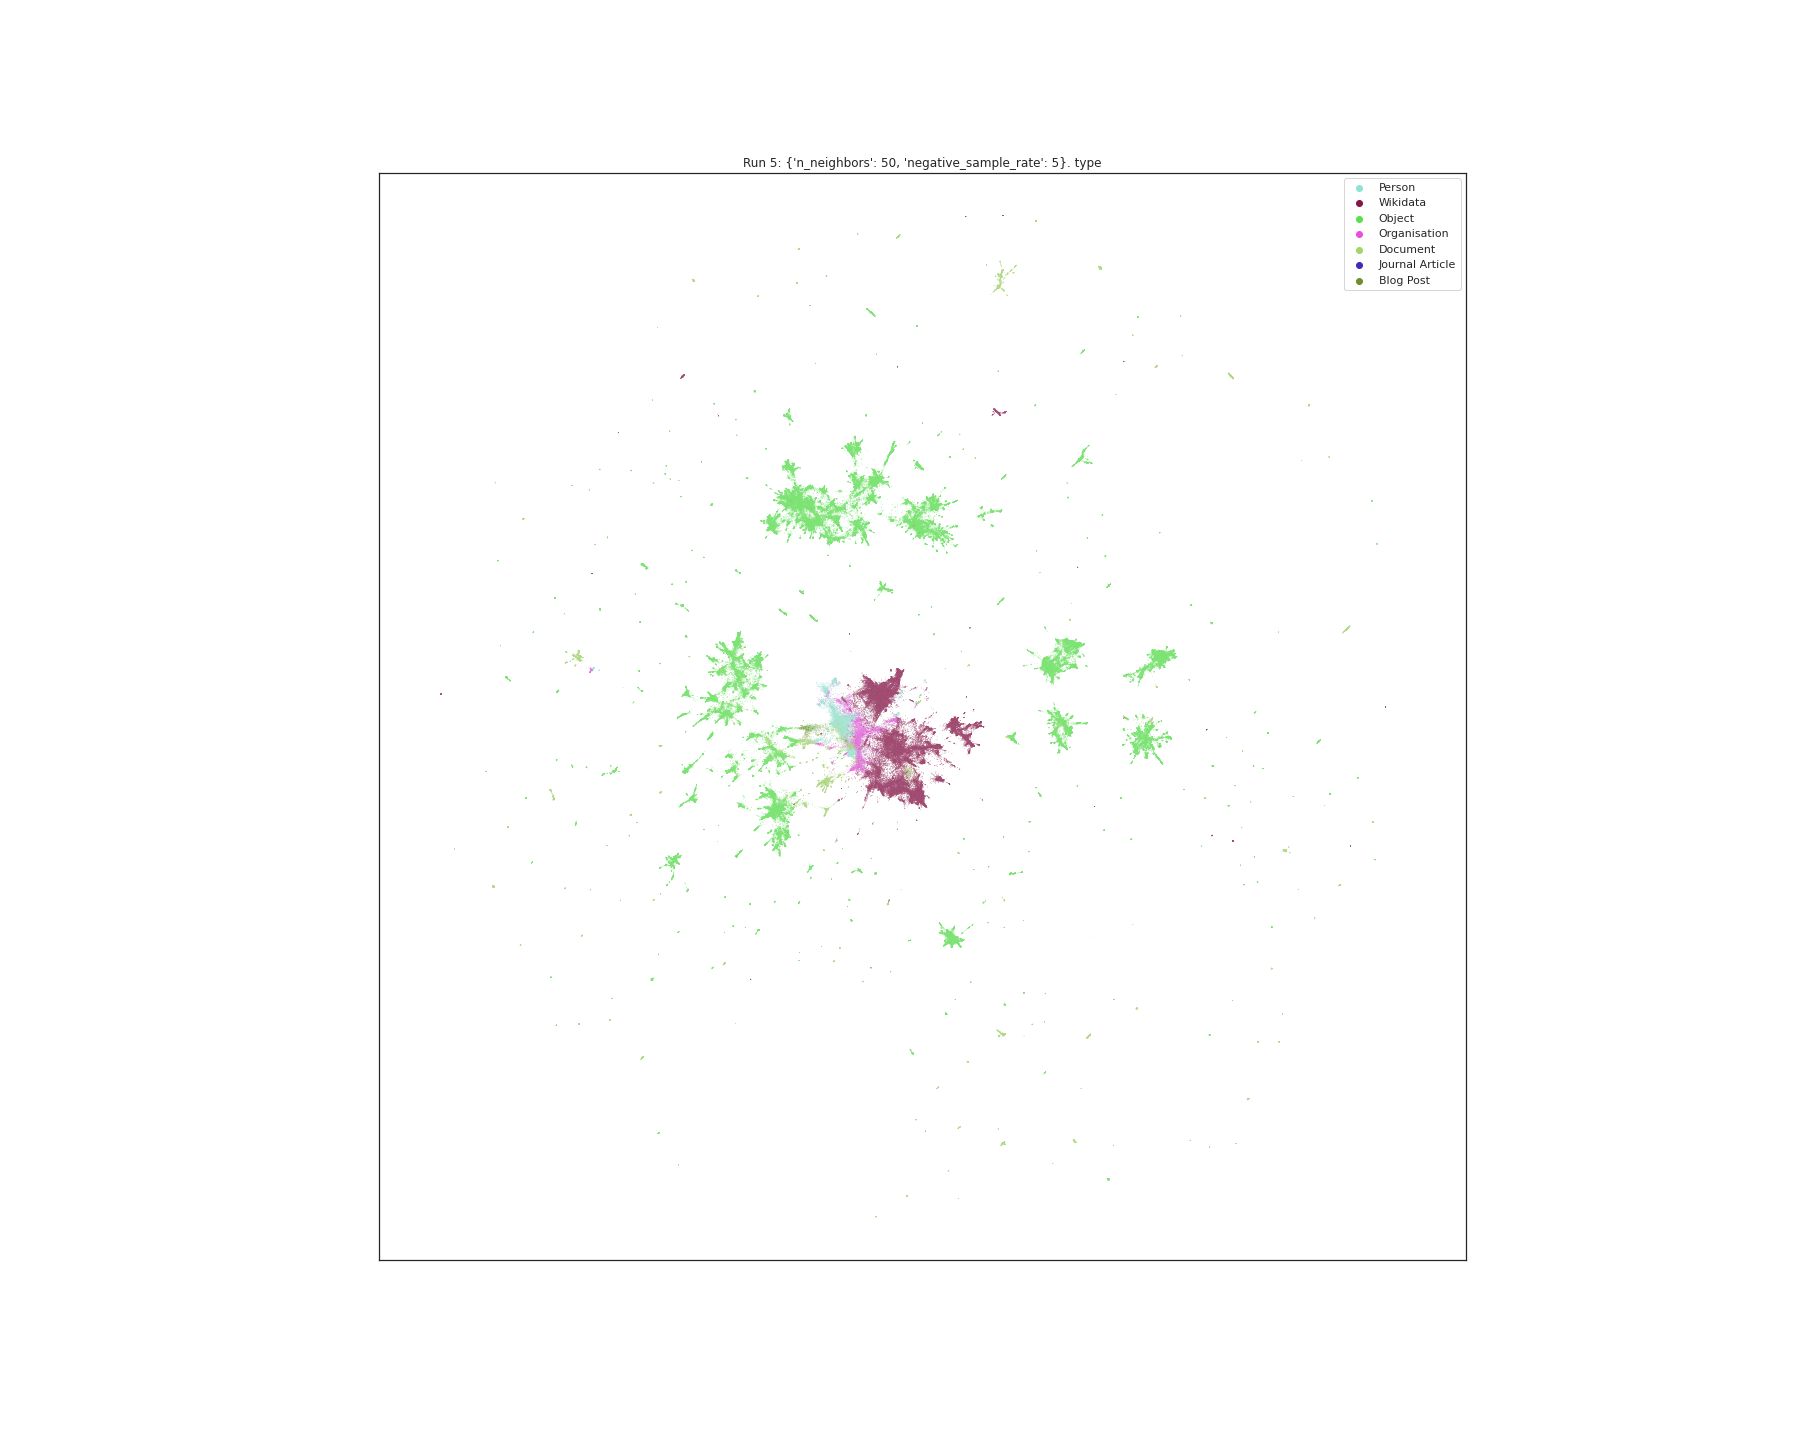 Run 5: {'n_neighbors': 50, 'negative_sample_rate': 5}. type
Person
Wikidata
Object
Organisation
Document
Journal Article
Blog Post